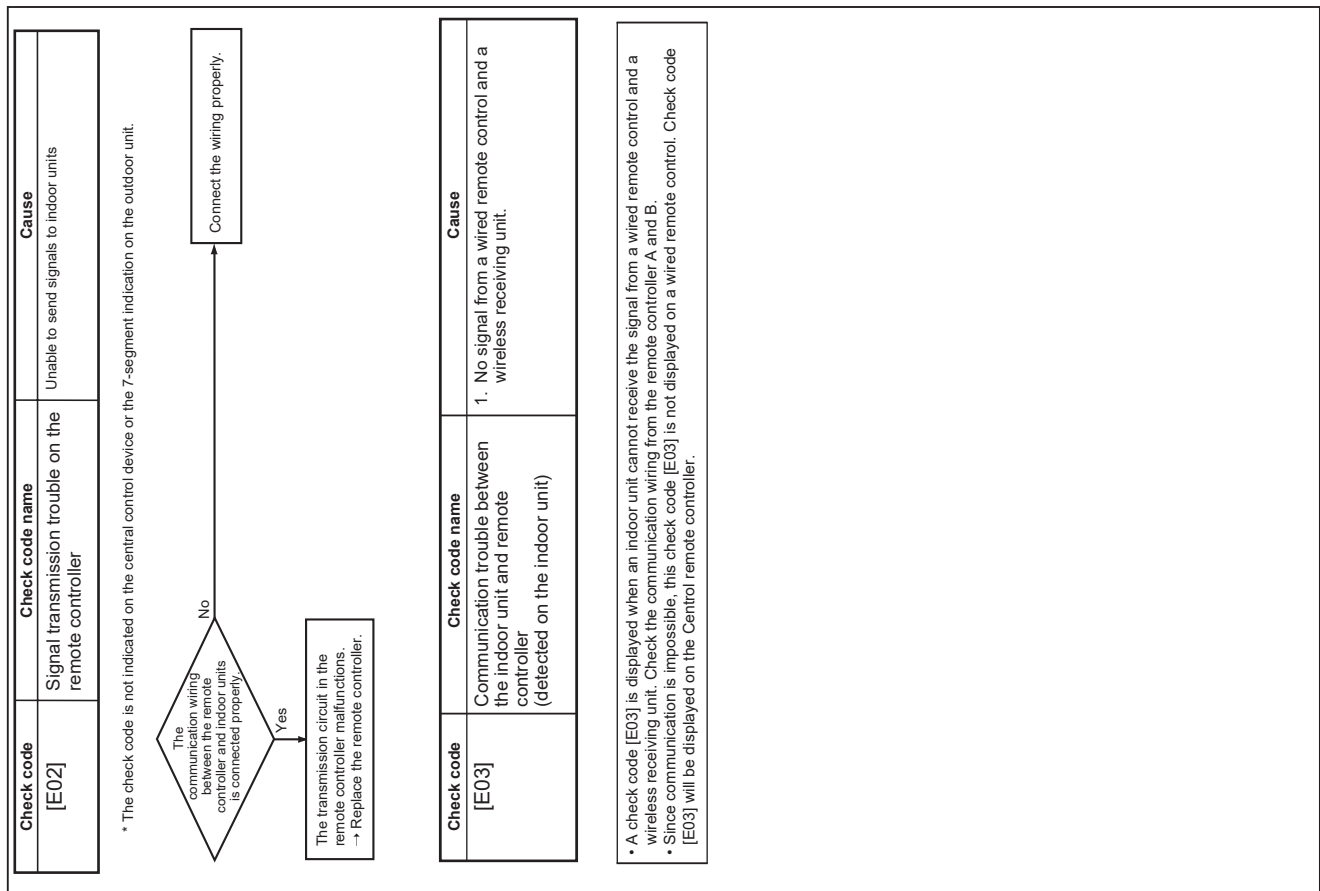 Check code
Check code name
Cause
[E02]
Signal transmission trouble on the
remote controller
Unable to send signals to indoor units
* The check code is not indicated on the central control device or the 7-segment indication on the outdoor unit.
The
communication wiring
between the remote
controller and indoor units
is connected properly.
No
Connect the wiring properly.
Yes
The transmission circuit in the
remote controller malfunctions.
→ Replace the remote controller.
Check code
Check code name
Cause
[E03]
Communication trouble between
the indoor unit and remote
controller
(detected on the indoor unit)
1. No signal from a wired remote control and a
wireless receiving unit.
• A check code [E03] is displayed when an indoor unit cannot receive the signal from a wired remote control and a
wireless receiving unit. Check the communication wiring from the remote controller A and B.
• Since communication is impossible, this check code [E03] is not displayed on a wired remote control. Check code
[E03] will be displayed on the Centrol remote controller.